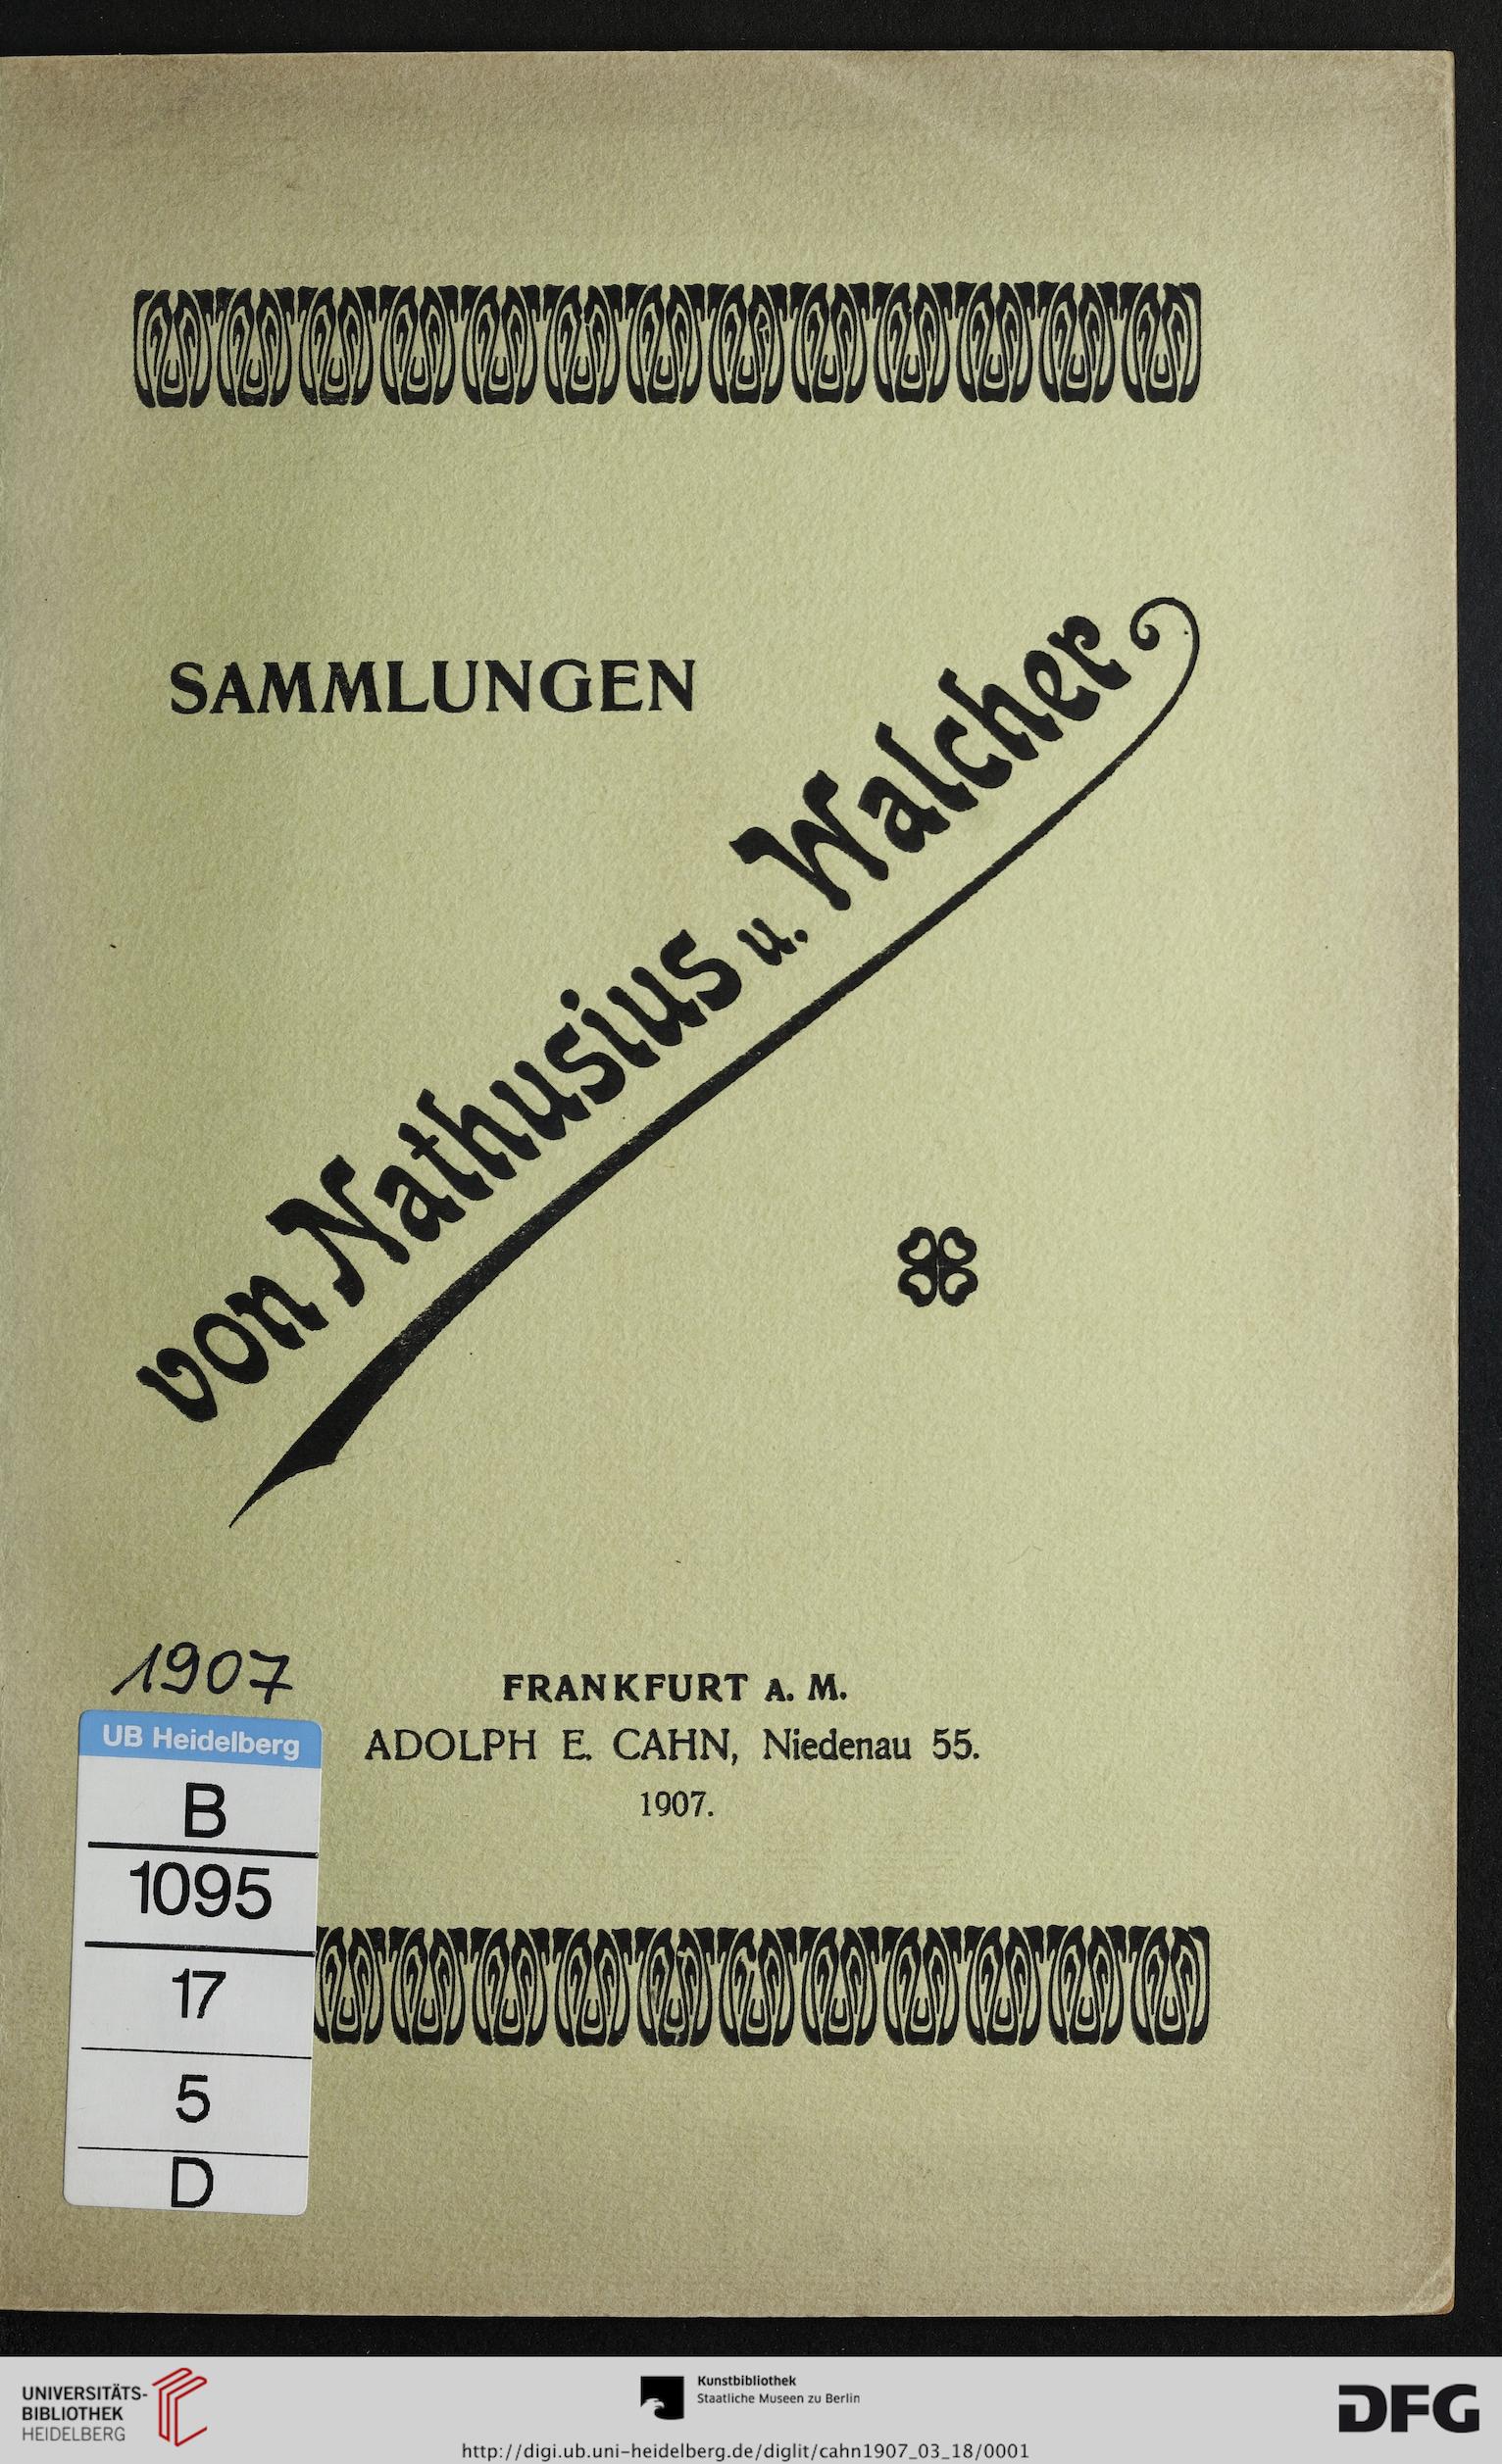 SAMMLUNGEN
von Nathusius u. Walcher
1907
FRANKFURT A. M.
ADOLPH E. CAHN, Niedenau 55.
1907.
UB Heidelberg
B
1095
17
5
D
UNIVERSITÄTS-
BIBLIOTHEK
HEIDELBERG
Kunstbibliothek
Staatliche Museen zu Berlin
DFG
http://digi.ub.uni-heidelberg.de/diglit/cahn1907_03_18/0001